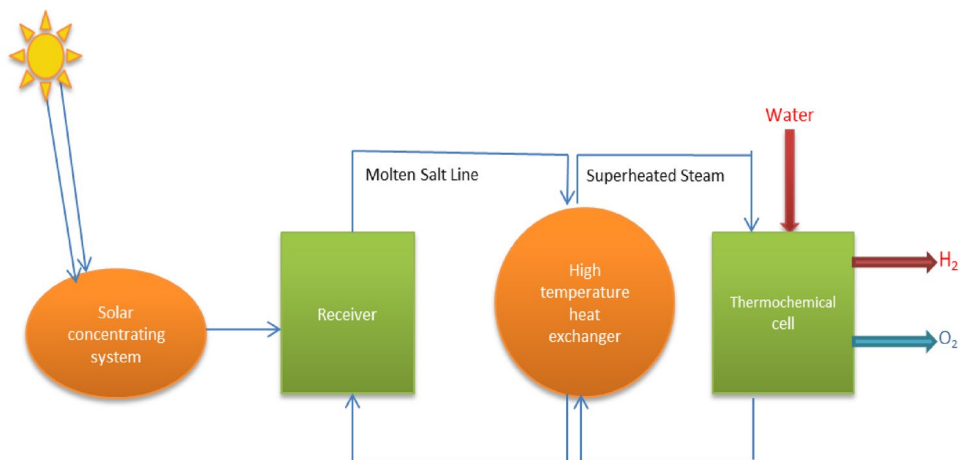 Water
Molten Salt Line
Superheated Steam
Solar
concentrating
system
Receiver
High
temperature
heat
exchanger
Thermochemical
cell
H₂
O₂